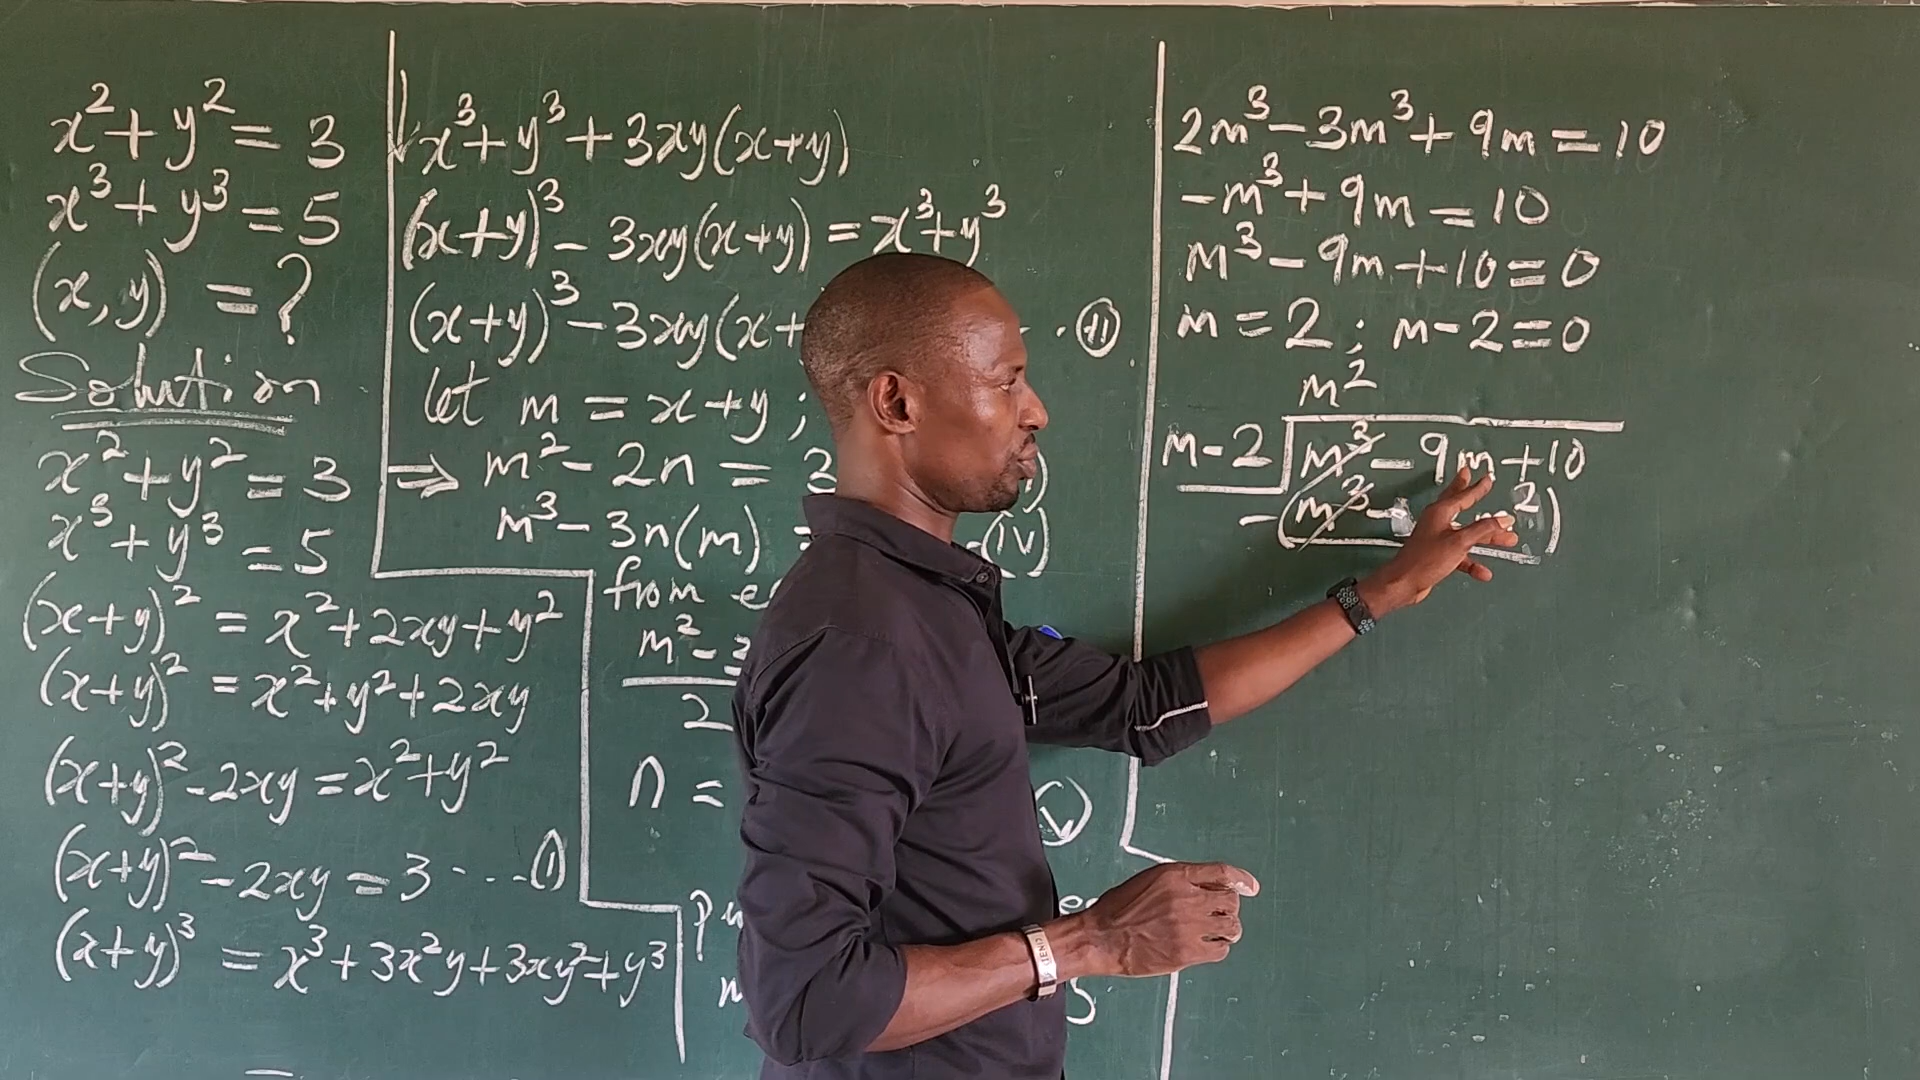 x² + y² = 3
x³ + y³ = 5
(x, y) = ?
Solution
x² + y² = 3
x³ + y³ = 5
(x+y)² = x² + 2xy + y²
(x+y)² = x² + y² + 2xy
(x+y)² - 2xy = x² + y²
(x+y)² - 2xy = 3 ... (i)
(x+y)³ = x³ + 3x²y + 3xy² + y³
x³ + y³ + 3xy(x+y)
(x+y)³ - 3xy(x+y) = x³ + y³
(x+y)³ - 3xy(x+ . (ii)
let m = x+y ;
⇒ m² - 2n = 3
m³ - 3n(m) - (iv)
from
m² - 3
2
n = (v)
m 5
2m³ - 3m³ + 9m = 10
-m³ + 9m = 10
m³ - 9m + 10 = 0
m = 2 ; m - 2 = 0
m²
m - 2 m³ - 9m + 10
-(m³ - m²)